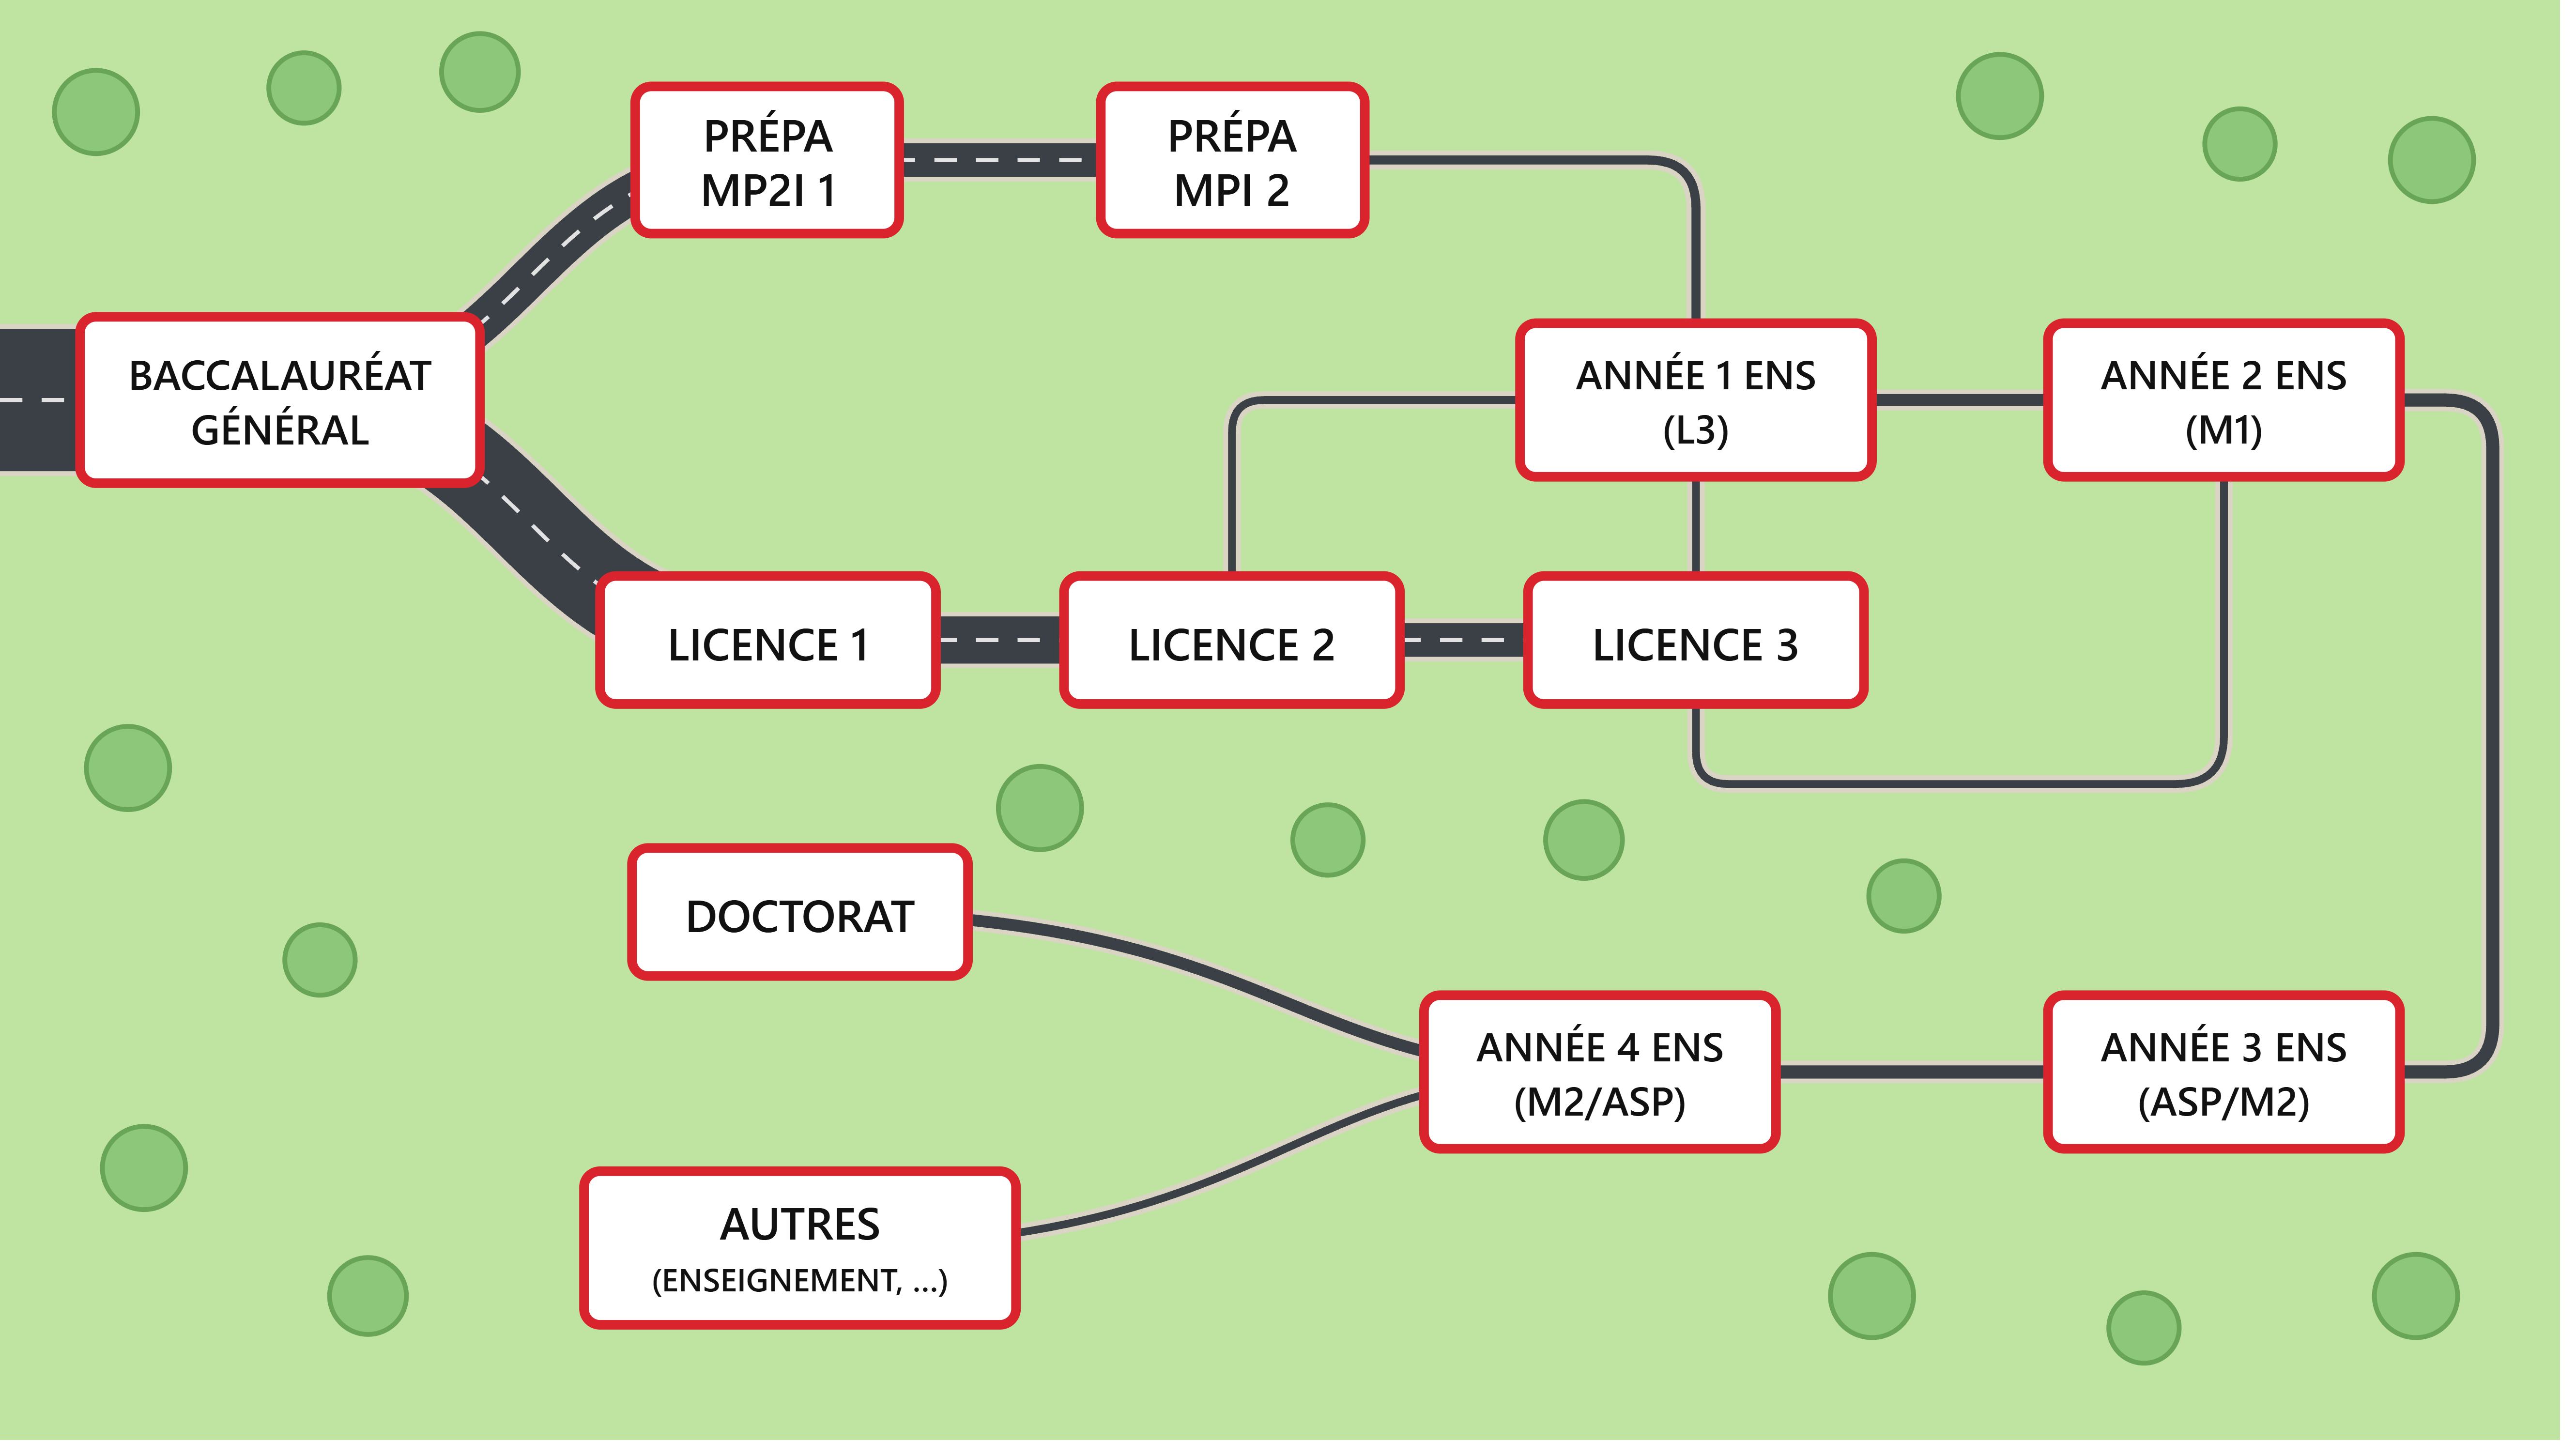 PRÉPA
MP2I 1
PRÉPA
MPI 2
BACCALAURÉAT
GÉNÉRAL
ANNÉE 1 ENS
(L3)
ANNÉE 2 ENS
(M1)
LICENCE 1
LICENCE 2
LICENCE 3
DOCTORAT
ANNÉE 4 ENS
(M2/ASP)
ANNÉE 3 ENS
(ASP/M2)
AUTRES
(ENSEIGNEMENT, ...)